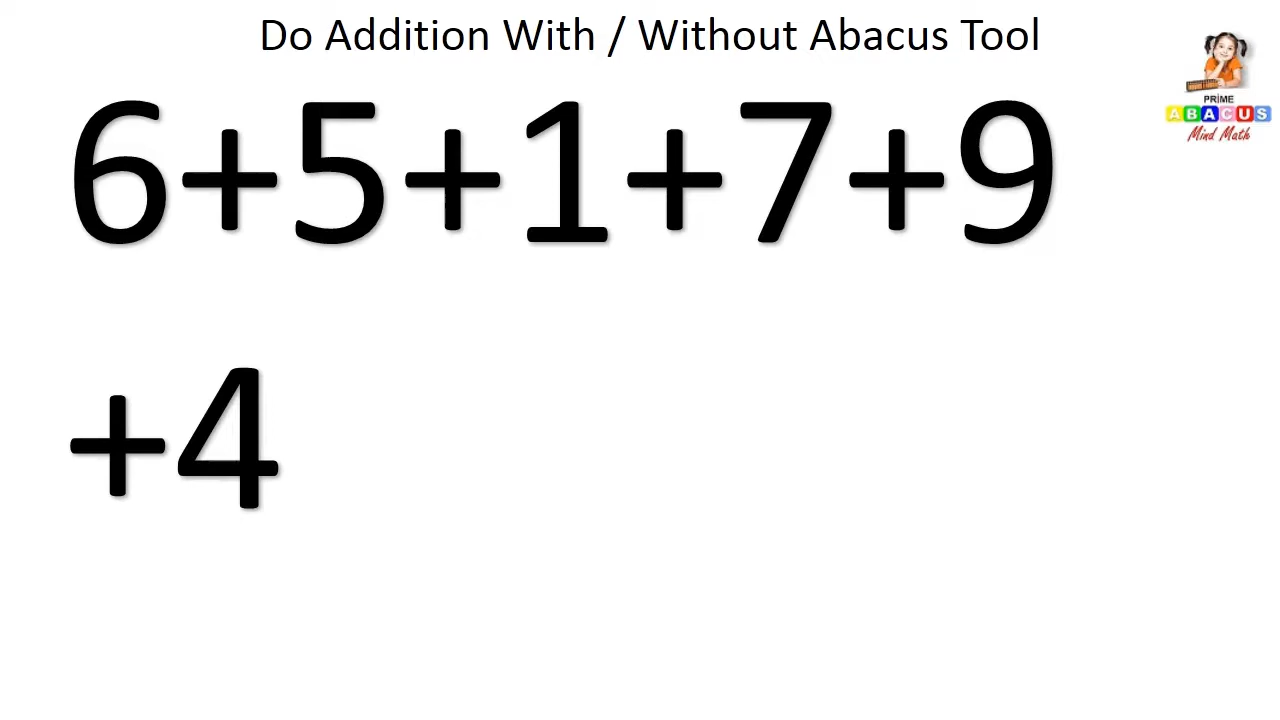 Do Addition With / Without Abacus Tool
6+5+1+7+9
+4
PRIME
ABACUS
Mind Math